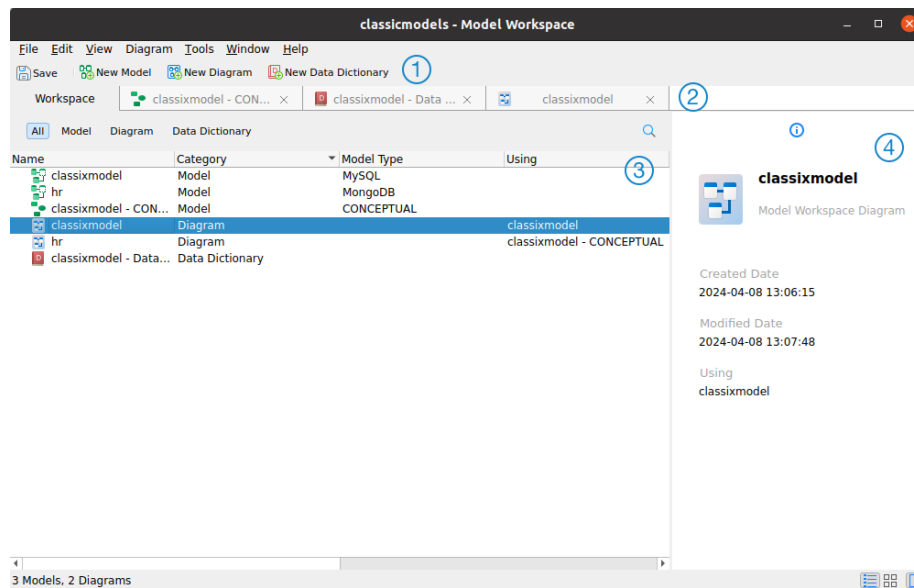 classicmodels - Model Workspace
File Edit View Diagram Tools Window Help
Save New Model New Diagram New Data Dictionary 1
Workspace classixmodel - CON... classixmodel - Data ... classixmodel 2
All Model Diagram Data Dictionary
Name Category Model Type Using 3
classixmodel Model MySQL
hr Model MongoDB
classixmodel - CON... Model CONCEPTUAL
classixmodel Diagram classixmodel
hr Diagram classixmodel - CONCEPTUAL
classixmodel - Data... Data Dictionary
4
classixmodel
Model Workspace Diagram
Created Date
2024-04-08 13:06:15
Modified Date
2024-04-08 13:07:48
Using
classixmodel
3 Models, 2 Diagrams